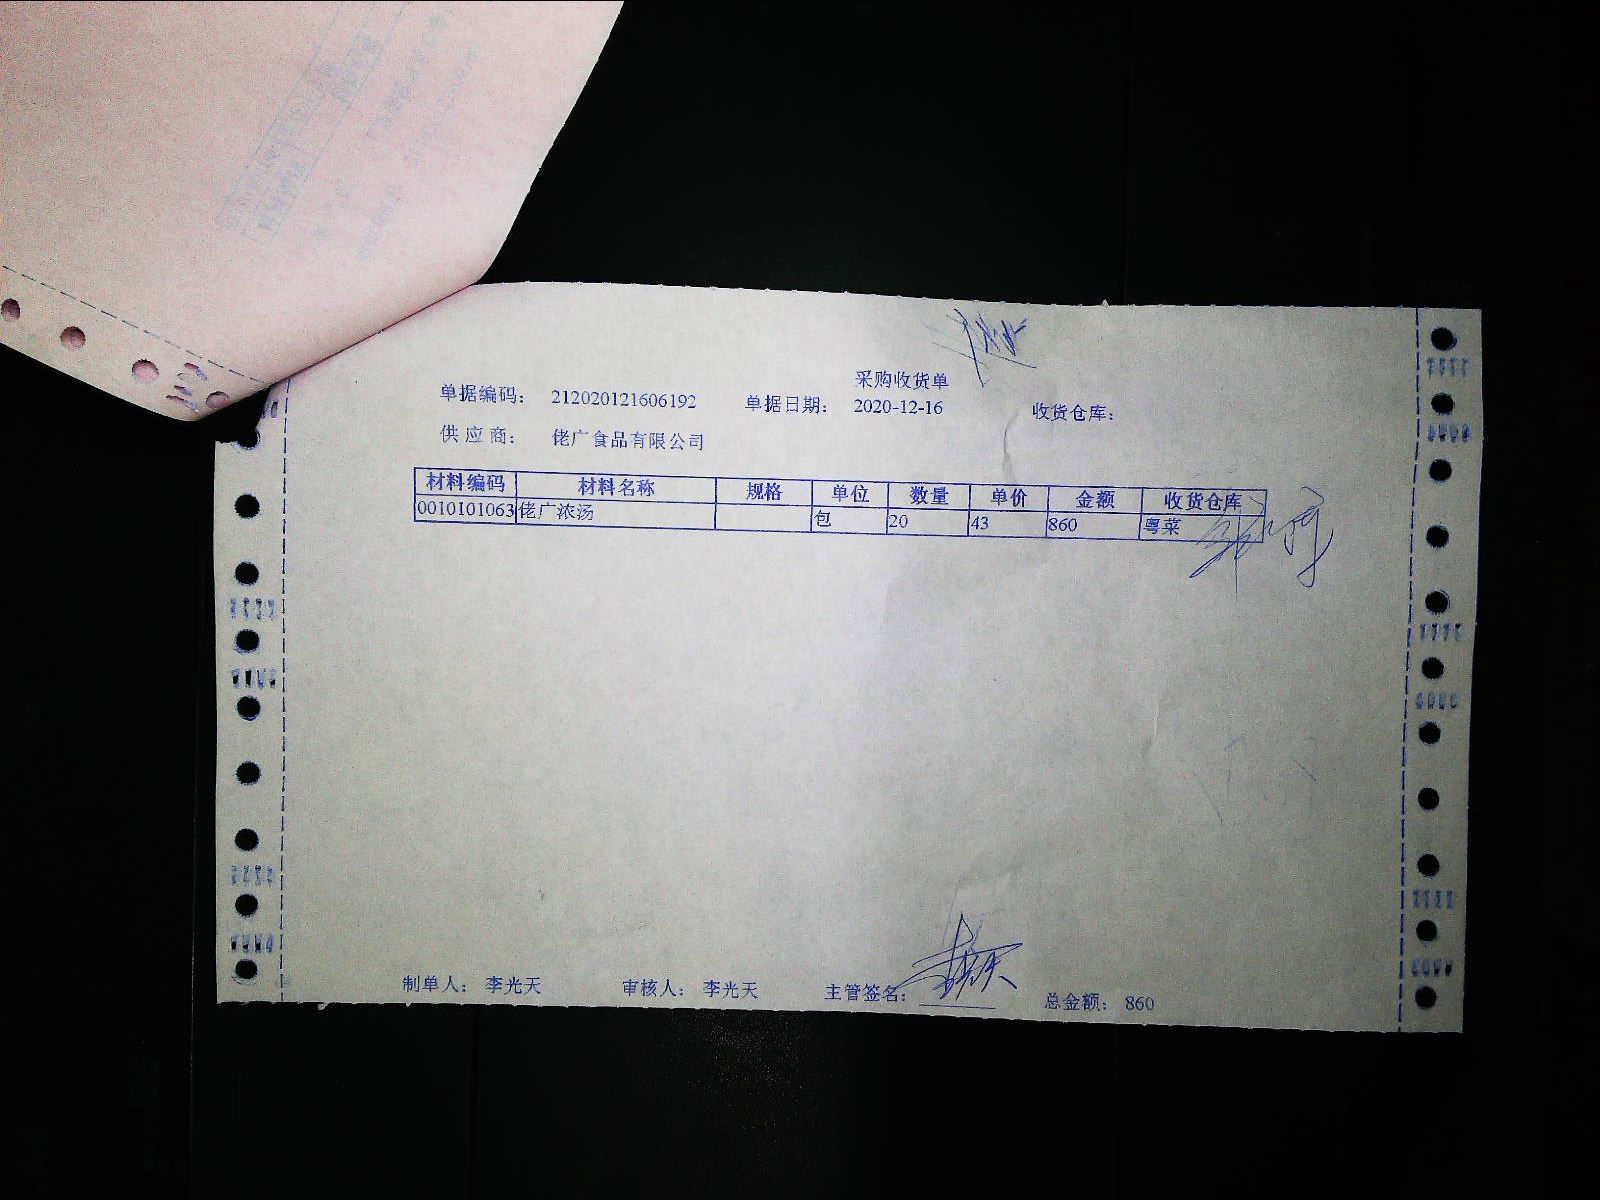 采购收货单
单据编码： 212020121606192 单据日期： 2020-12-16 收货仓库：
供应商： 佬广食品有限公司
材料编码 材料名称 规格 单位 数量 单价 金额 收货仓库
0010101063 佬广浓汤 包 20 43 860 粤菜
制单人： 李光天 审核人： 李光天 主管签名： 总金额： 860